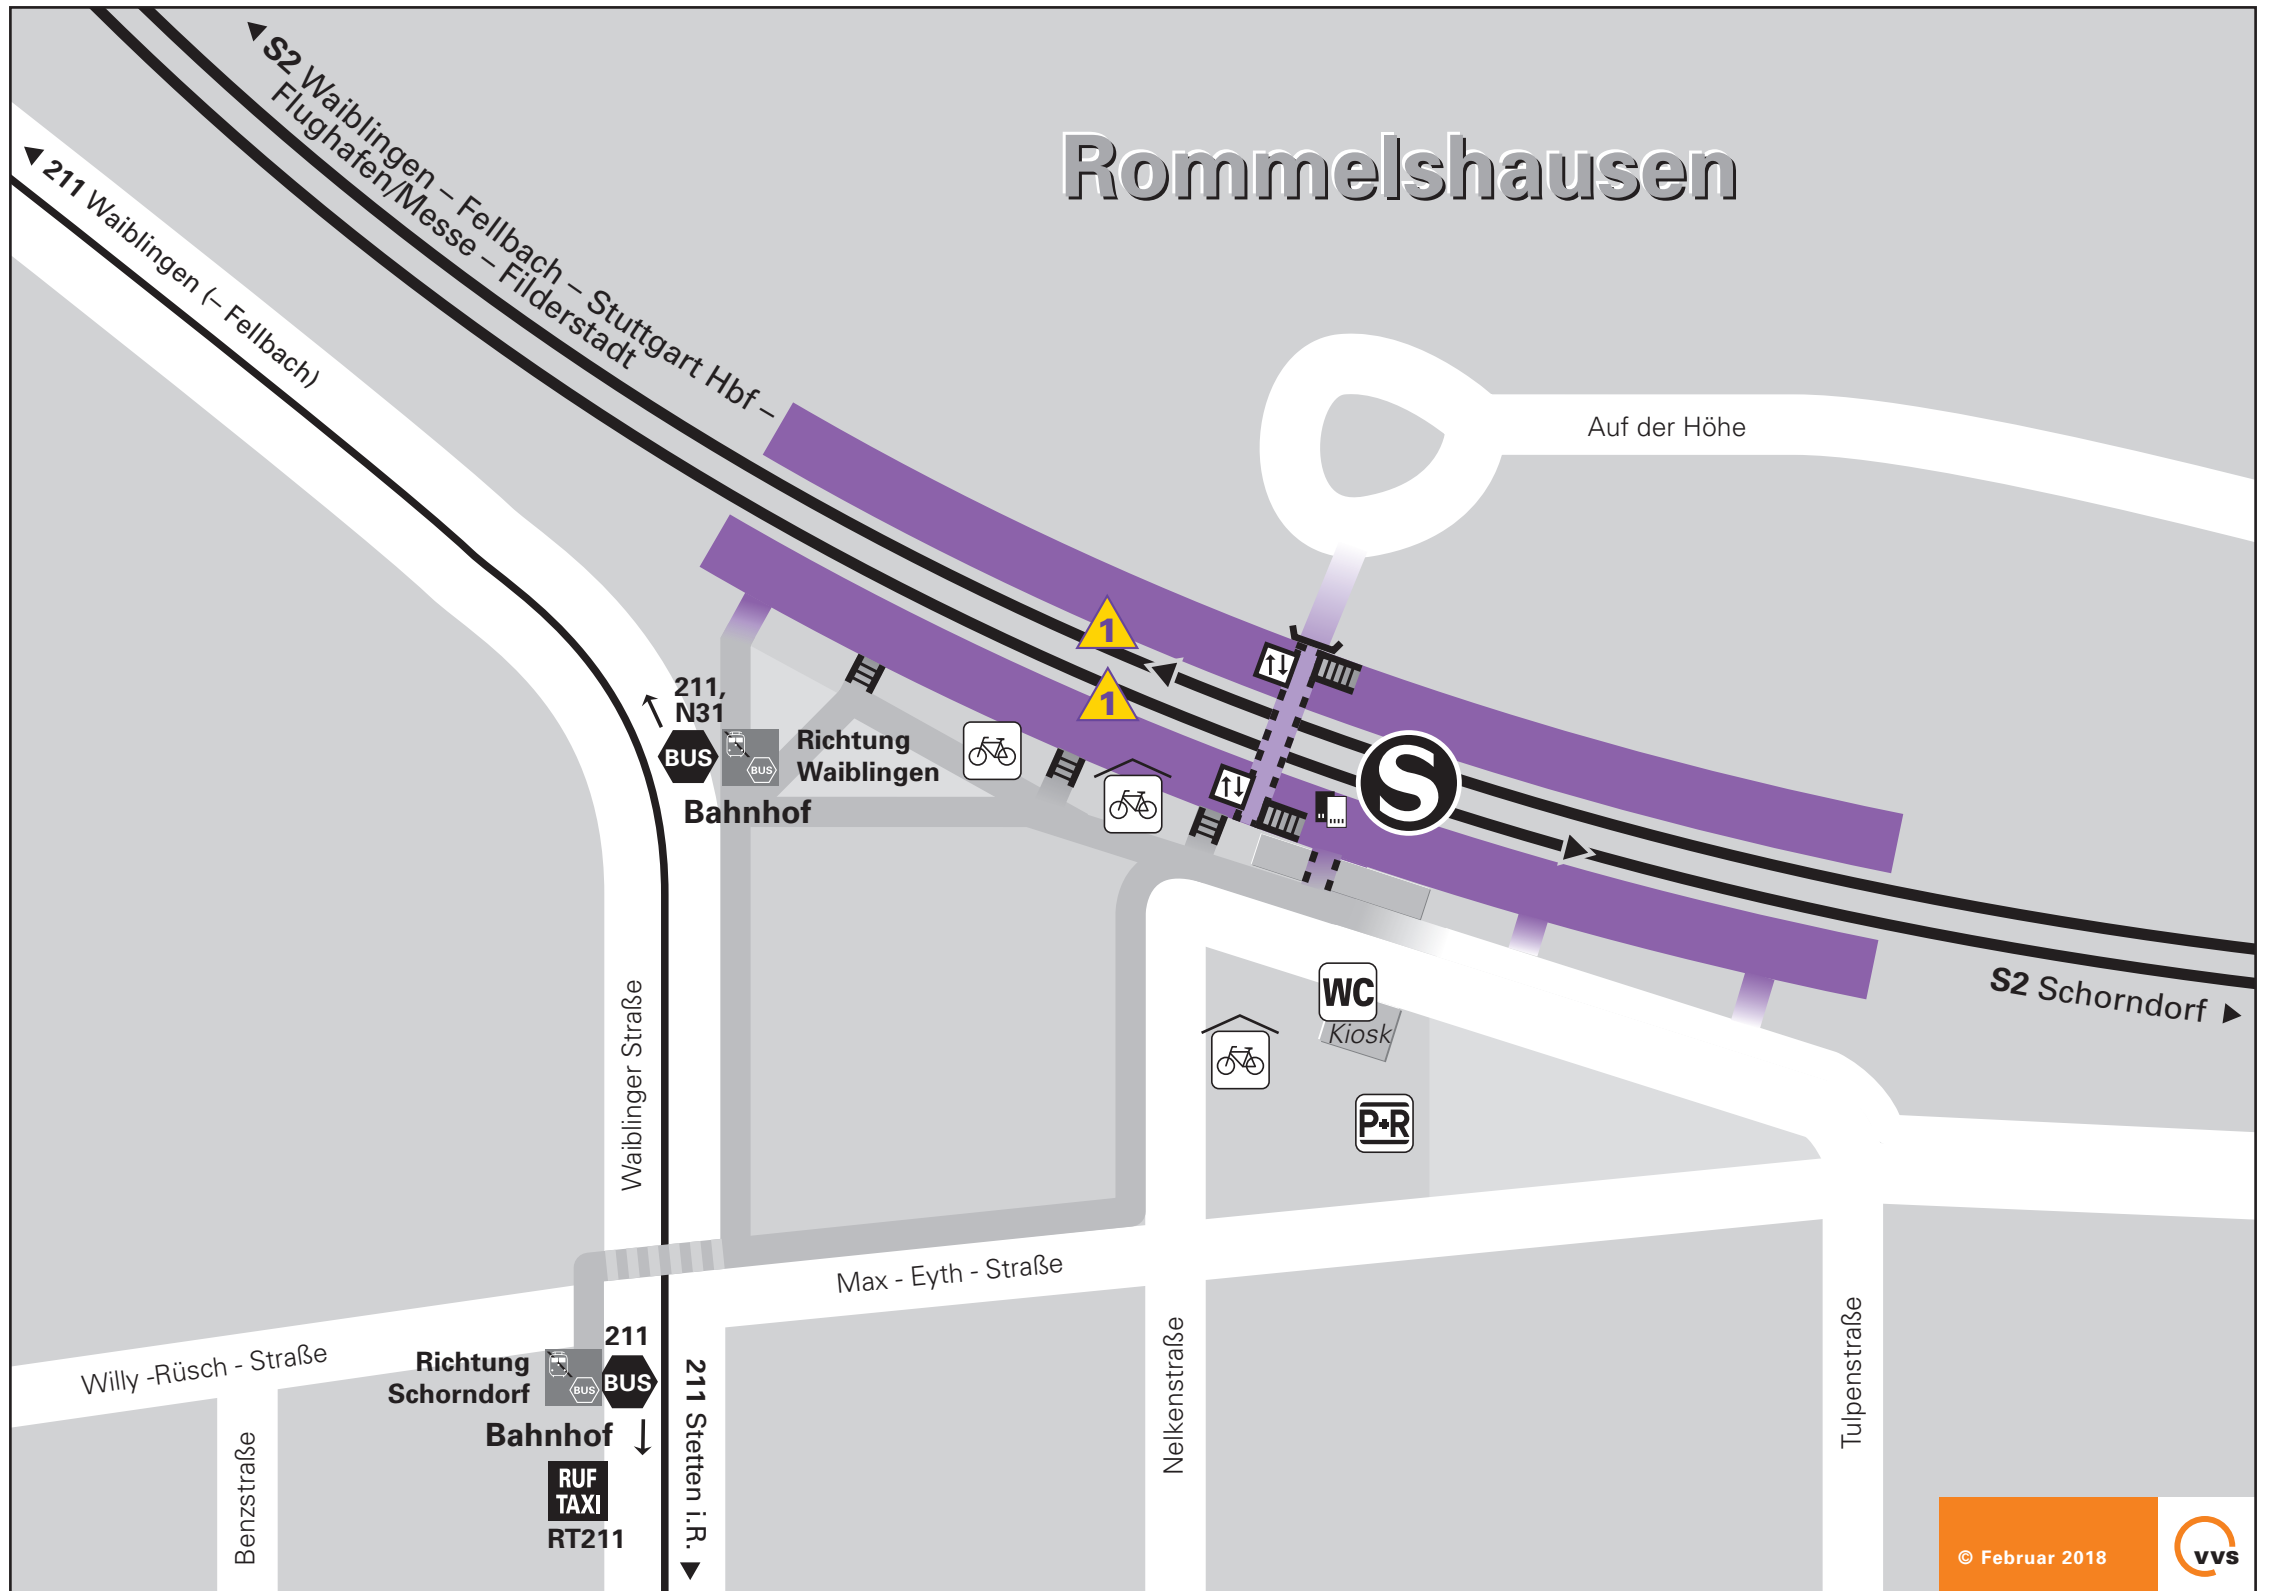 Rommelshausen
S2 Waiblingen – Fellbach – Stuttgart Hbf –
Flughafen/Messe – Filderstadt
211 Waiblingen (– Fellbach)
Auf der Höhe
1
1
211,
N31
BUS
BUS
Richtung
Waiblingen
Bahnhof
S
S2 Schorndorf
WC
Kiosk
P+R
Waiblinger Straße
Max - Eyth - Straße
Willy -Rüsch - Straße
211
Richtung
Schorndorf
BUS
BUS
Bahnhof
RUF
TAXI
RT211
211 Stetten i.R.
Benzstraße
Nelkenstraße
Tulpenstraße
© Februar 2018
vvs